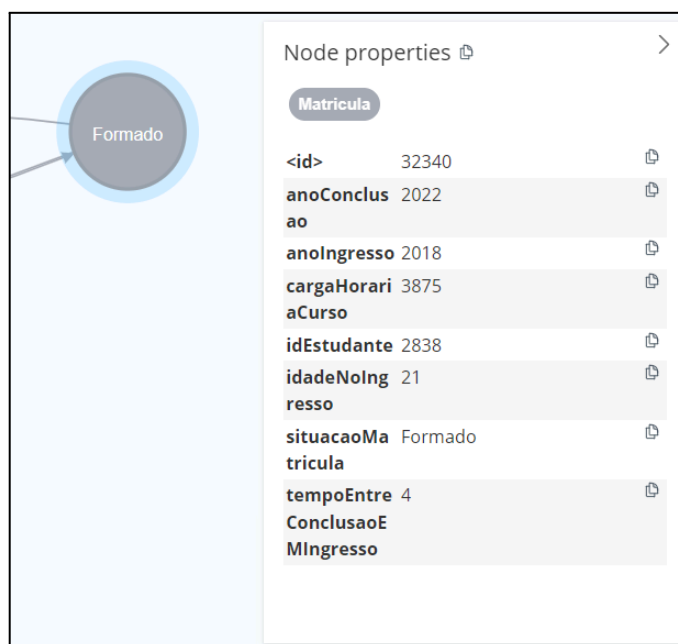 Node properties
Matricula
Formado
<id> 32340
anoConclus 2022
ao
anoIngresso 2018
cargaHorari 3875
aCurso
idEstudante 2838
idadeNoIng 21
resso
situacaoMa Formado
tricula
tempoEntre 4
ConclusaoE
MIngresso